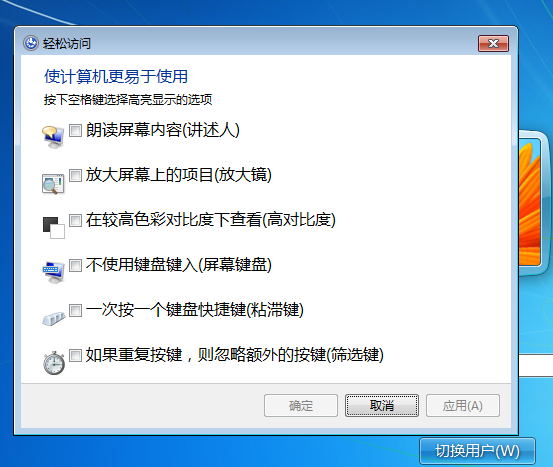 轻松访问
使计算机更易于使用
按下空格键选择高亮显示的选项
朗读屏幕内容(讲述人)
放大屏幕上的项目(放大镜)
在较高色彩对比度下查看(高对比度)
不使用键盘键入(屏幕键盘)
一次按一个键盘快捷键(粘滞键)
如果重复按键，则忽略额外的按键(筛选键)
确定 取消 应用(A)
切换用户(W)